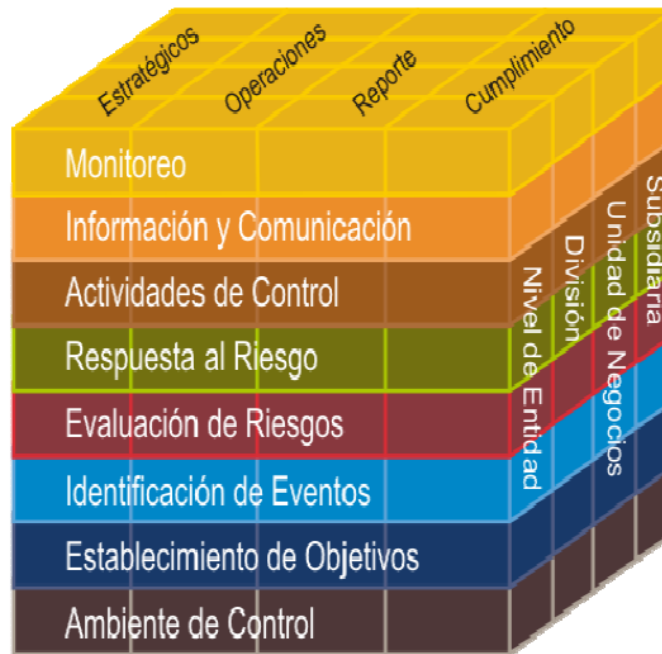 Estratégicos
Operaciones
Reporte
Cumplimiento
Monitoreo
Información y Comunicación
Actividades de Control
Respuesta al Riesgo
Evaluación de Riesgos
Identificación de Eventos
Establecimiento de Objetivos
Ambiente de Control
Nivel de Entidad
División
Unidad de Negocios
Subsidiaria